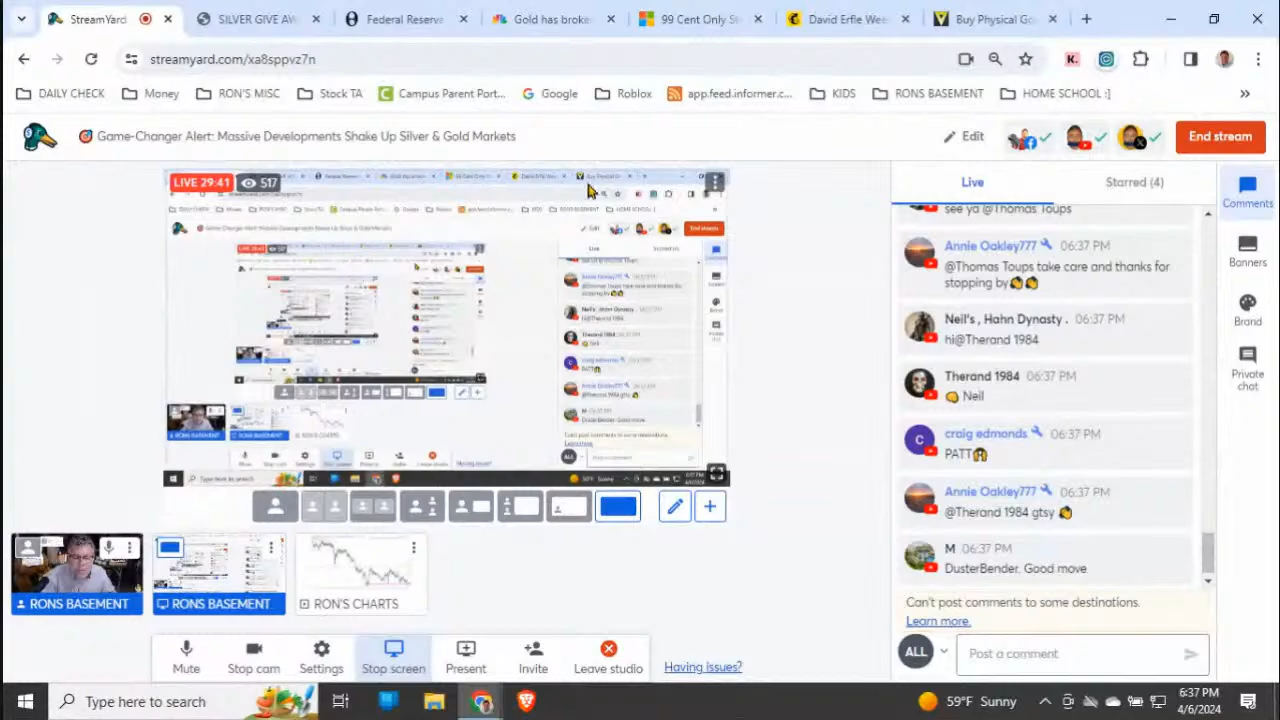 StreamYard
SILVER GIVE AW
Federal Reserva
Gold has broke
99 Cent Only St
David Erfle Wee
Buy Physical Go
streamyard.com/xa8sppvz7n
DAILY CHECK
Money
RON'S MISC
Stock TA
Campus Parent Port...
Google
Roblox
app.feed.informer.c...
KIDS
RONS BASEMENT
HOME SCHOOL :]
Game-Changer Alert: Massive Developments Shake Up Silver & Gold Markets
Edit
End stream
LIVE 29:41
517
Live
Starred (4)
see ya @Thomas Toups
Annie Oakley777 06:37 PM
@Thomas Toups take care and thanks for
stopping by
Neil's , Hahn Dynasty . 06:37 PM
hi@Therand 1984
Therand 1984 06:37 PM
Neil
craig edmonds 06:37 PM
PATT
Annie Oakley777 06:37 PM
@Therand 1984 gtsy
M 06:37 PM
DusterBender. Good move
Can't post comments to some destinations.
Learn more.
ALL
Post a comment
Comments
Banners
Brand
Private
chat
RONS BASEMENT
RONS BASEMENT
RON'S CHARTS
Mute
Stop cam
Settings
Stop screen
Present
Invite
Leave studio
Having issues?
Type here to search
59°F Sunny
6:37 PM
4/6/2024